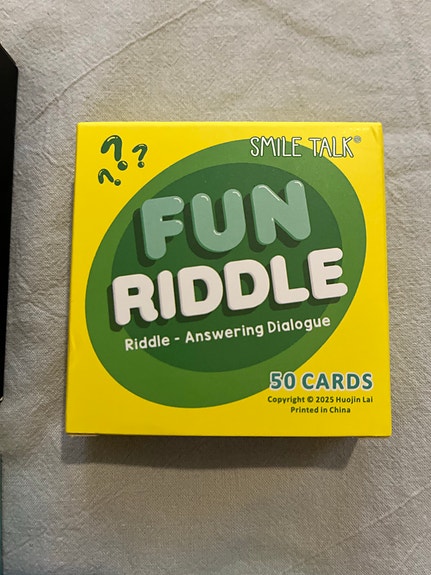 ???
SMILE TALK®
FUN
RIDDLE
Riddle - Answering Dialogue
50 CARDS
Copyright © 2025 Huojin Lai
Printed in China